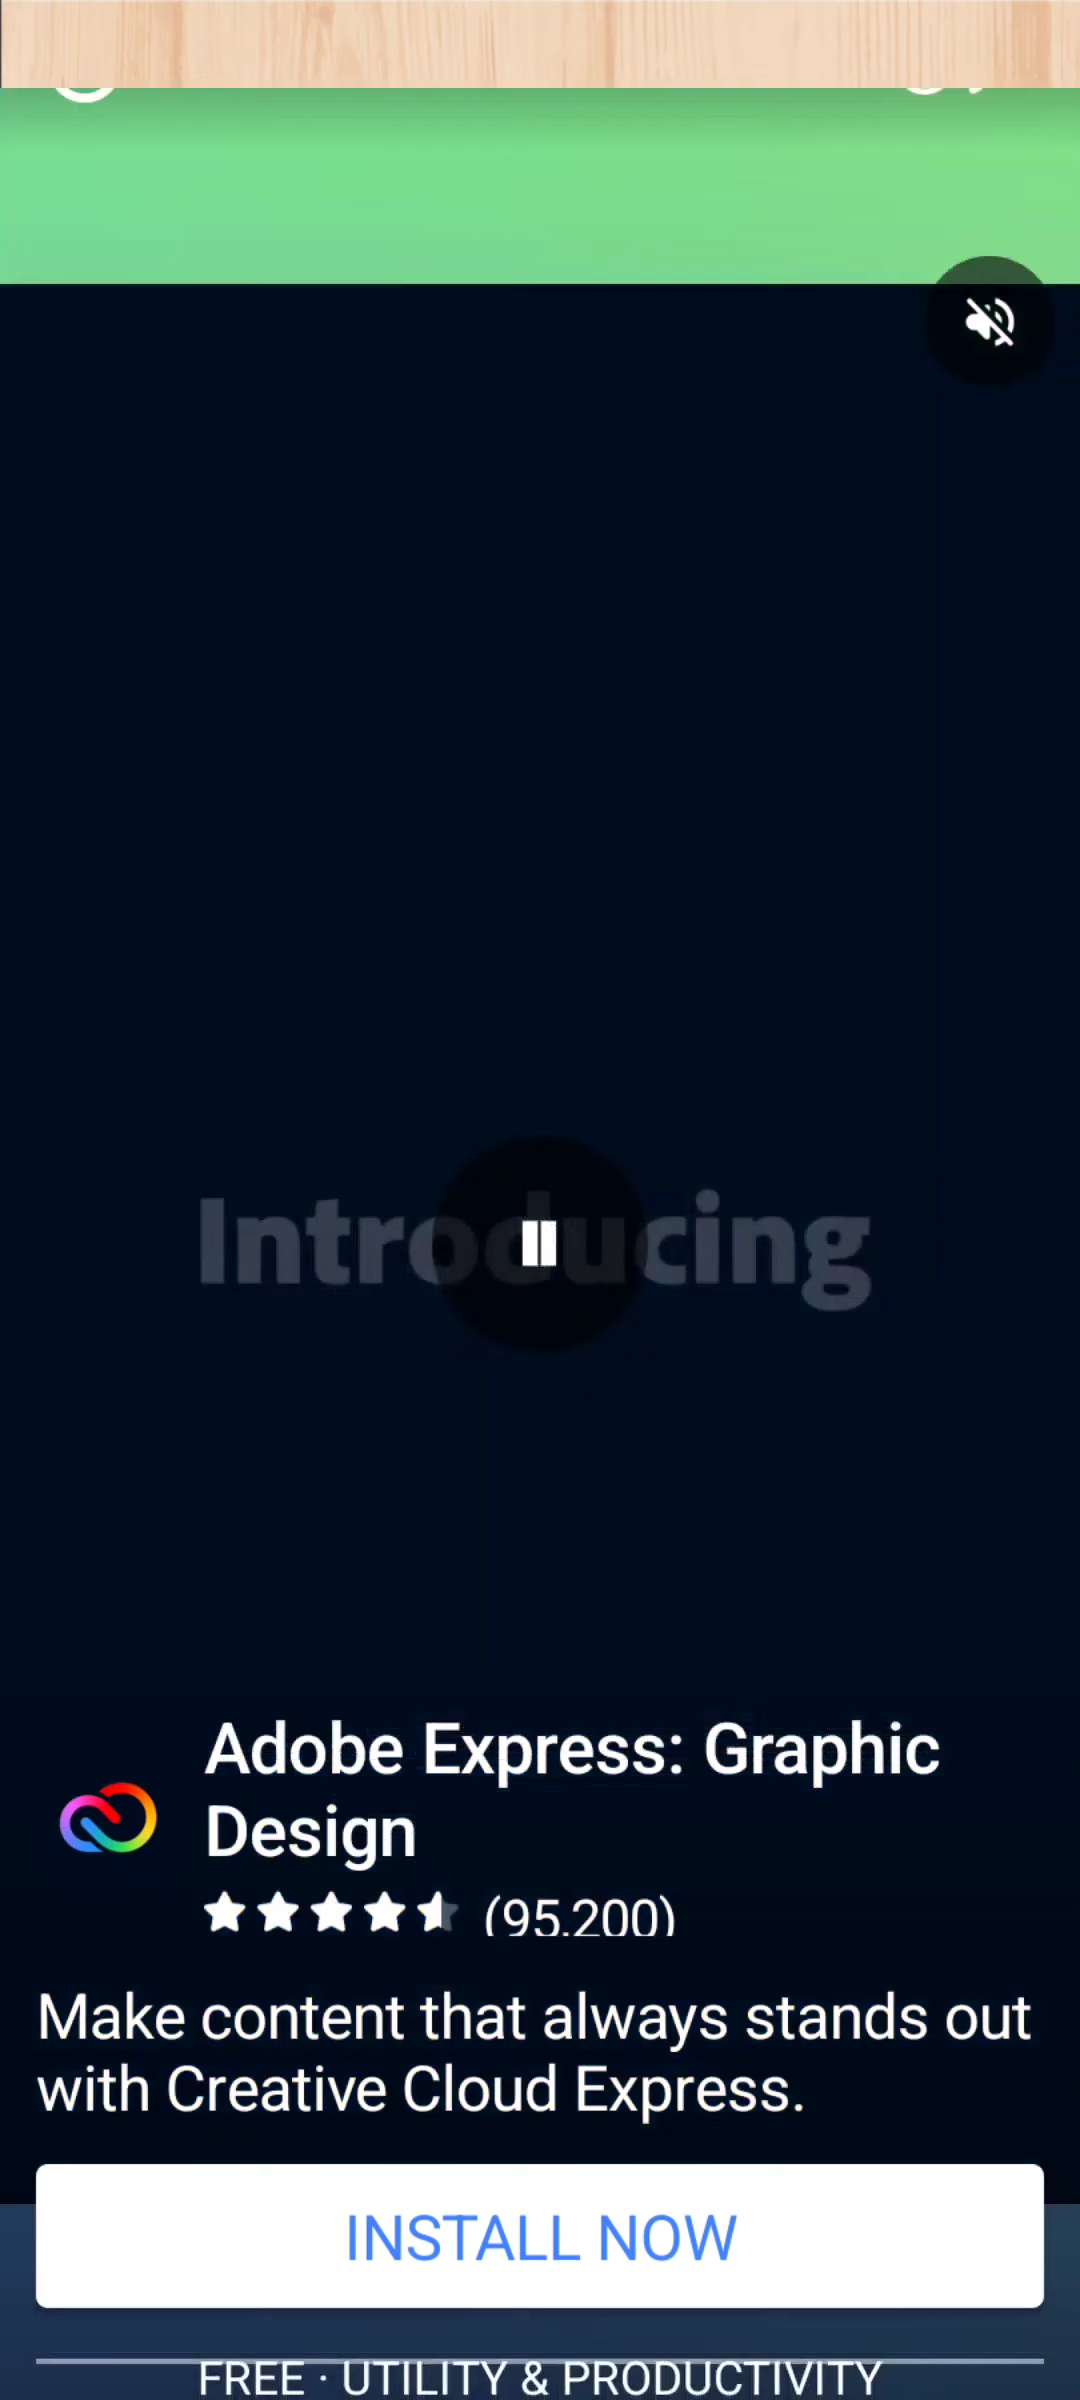 Introducing
Adobe Express: Graphic
Design
(95,200)
Make content that always stands out
with Creative Cloud Express.
INSTALL NOW
FREE · UTILITY & PRODUCTIVITY